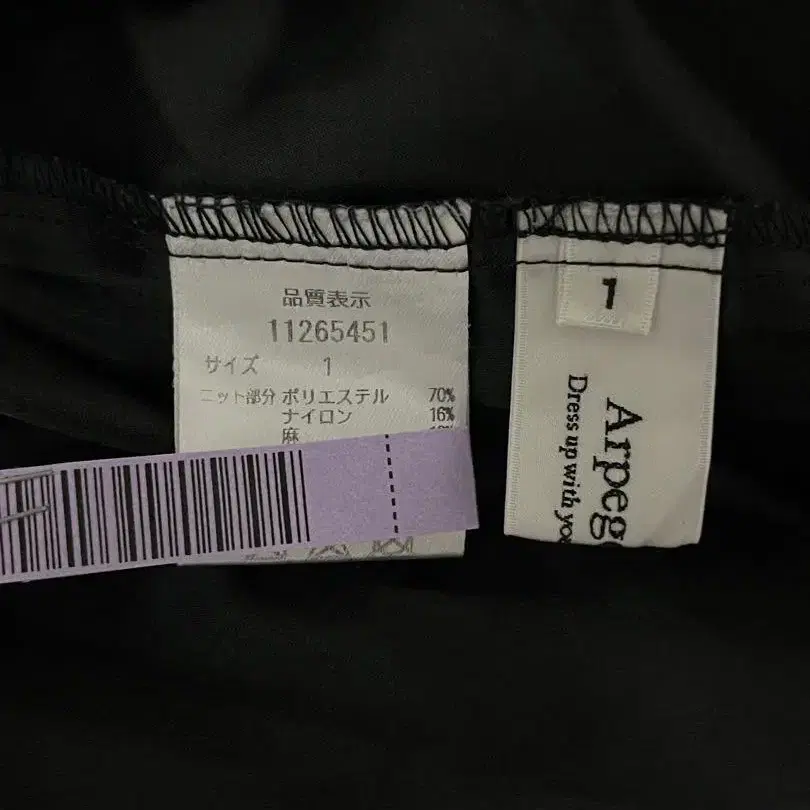 品質表示
11265451
サイズ 1
ニット部分 ポリエステル 70%
ナイロン 16%
麻
1
Arpeg
Dress up with yo